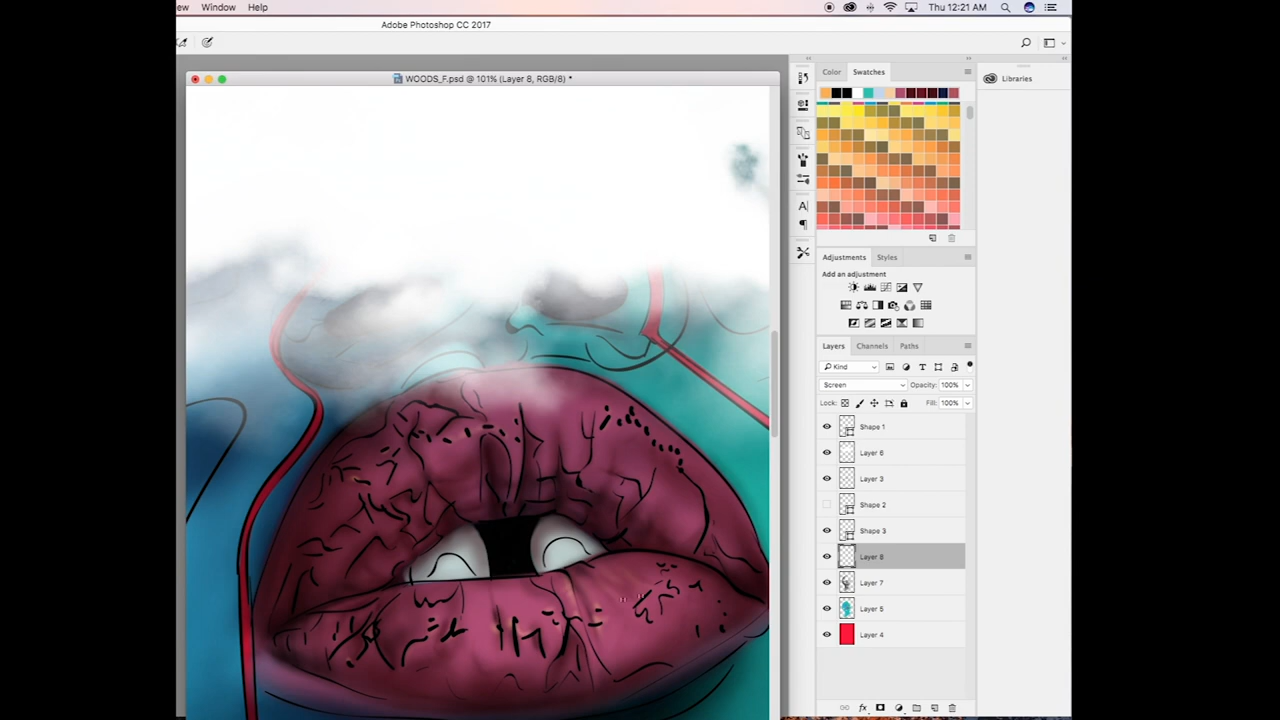 ew Window Help
Thu 12:21 AM
Adobe Photoshop CC 2017
WOODS_F.psd @ 101% (Layer 8, RGB/8) *
Color Swatches
Libraries
Adjustments Styles
Add an adjustment
Layers Channels Paths
Kind
Screen Opacity: 100%
Lock: Fill: 100%
Shape 1
Layer 6
Layer 3
Shape 2
Shape 3
Layer 8
Layer 7
Layer 5
Layer 4
fx